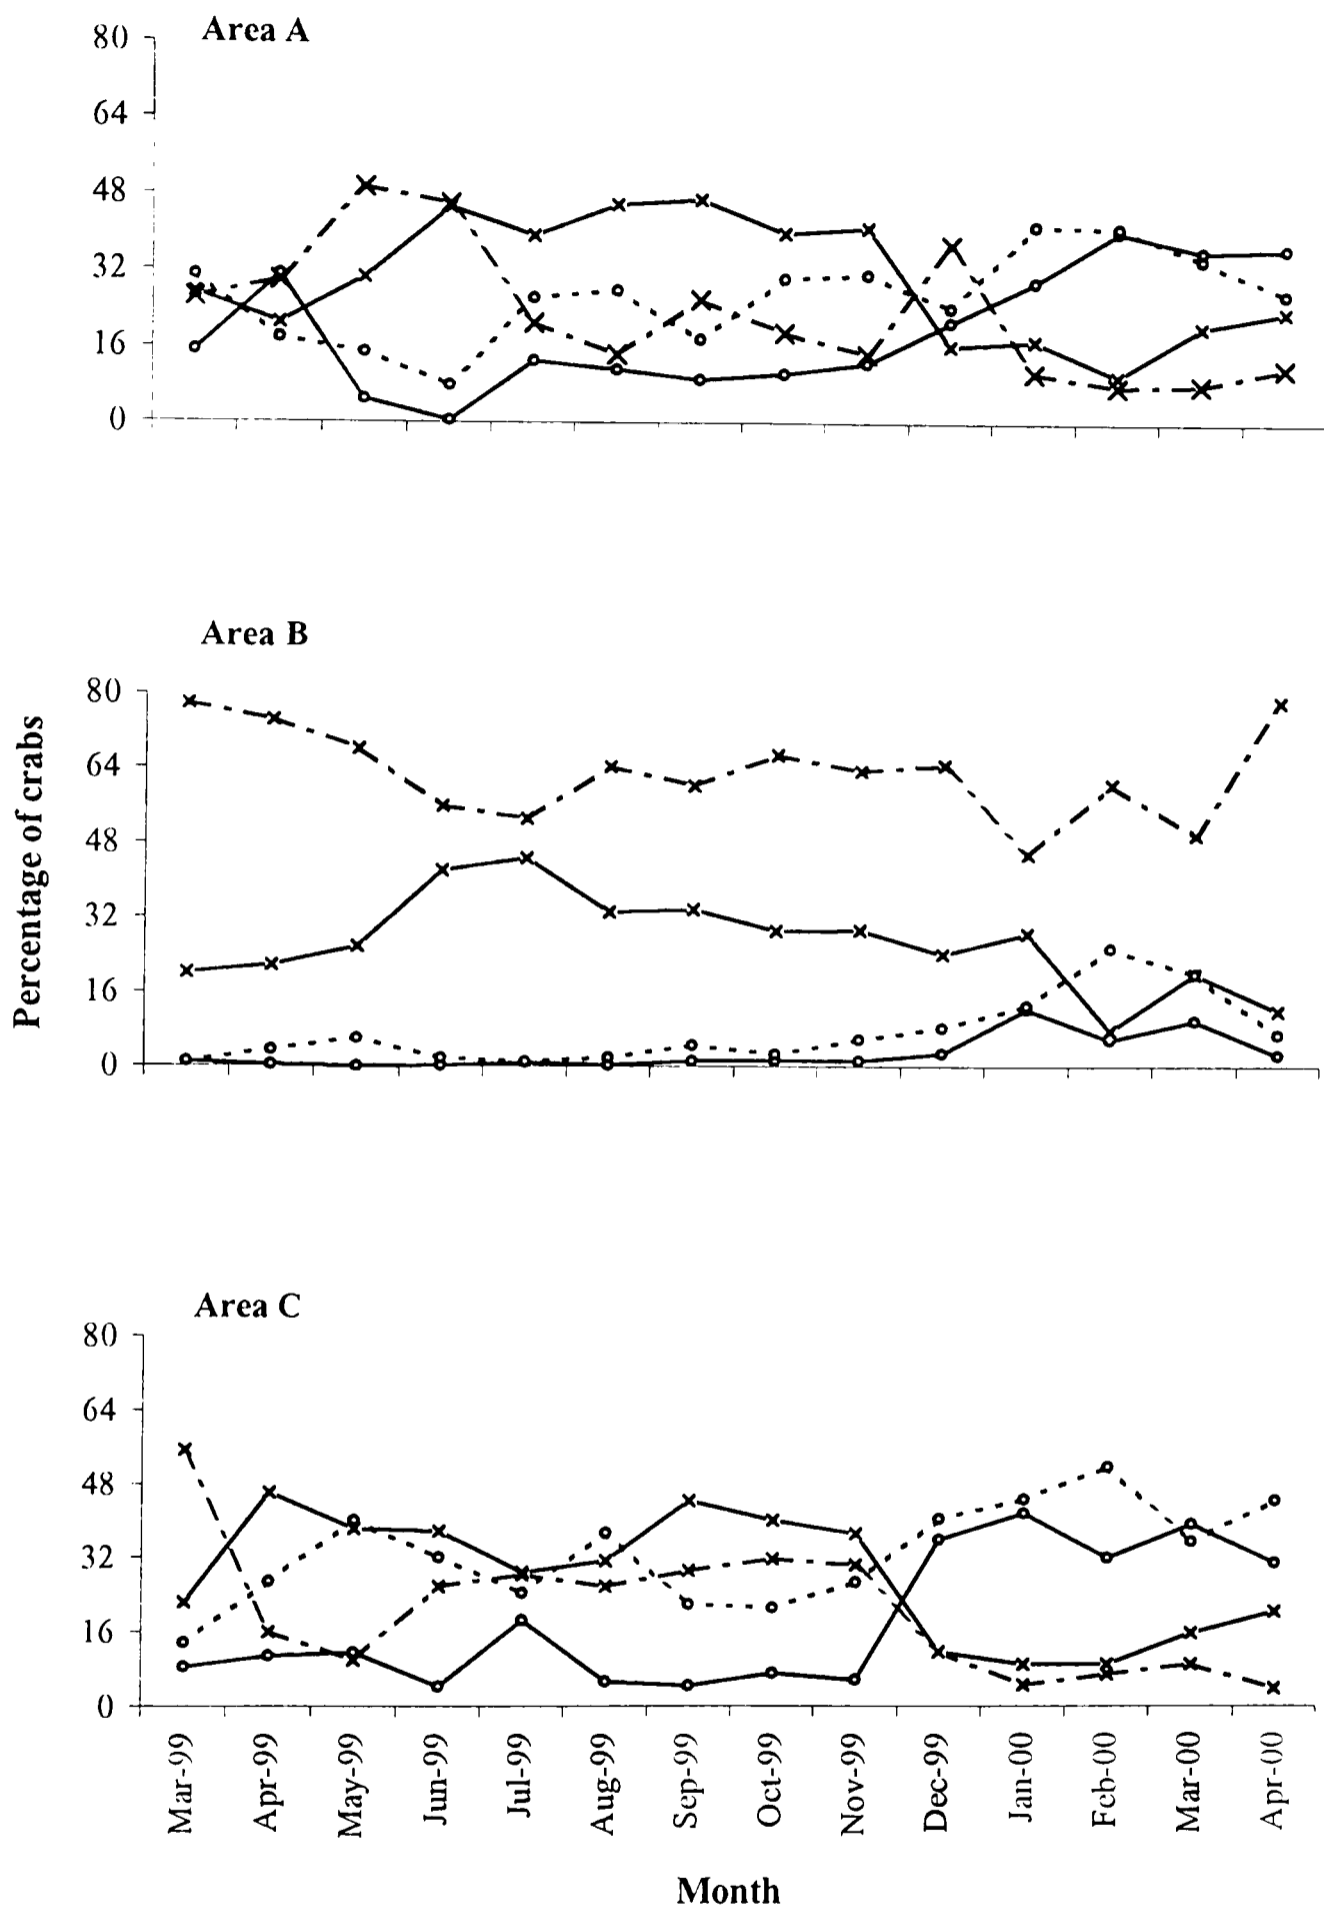 Area A
80
64
48
32
16
0
Area B
80
64
48
32
16
0
Percentage of crabs
Area C
80
64
48
32
16
0
Mar-99
Apr-99
May-99
Jun-99
Jul-99
Aug-99
Sep-99
Oct-99
Nov-99
Dec-99
Jan-00
Feb-00
Mar-00
Apr-00
Month